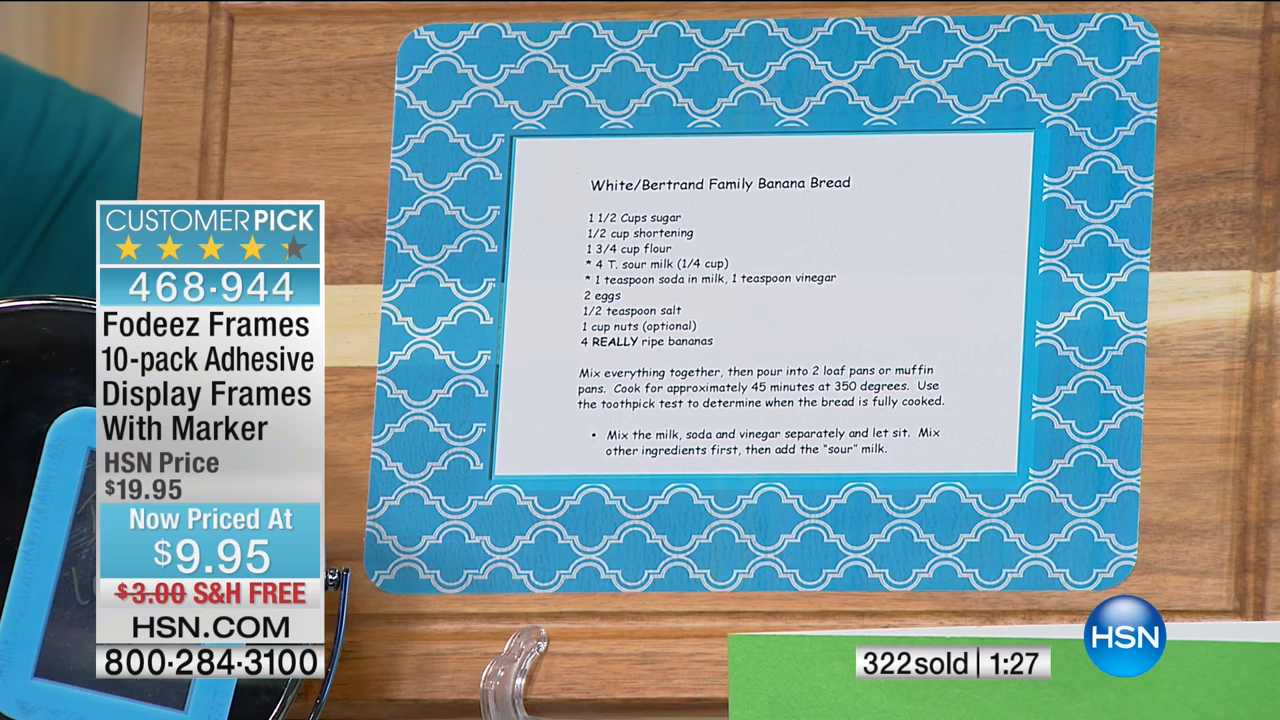 White/Bertrand Family Banana Bread
1 1/2 Cups sugar
1/2 cup shortening
1 3/4 cup flour
* 4 T. sour milk (1/4 cup)
* 1 teaspoon soda in milk, 1 teaspoon vinegar
2 eggs
1/2 teaspoon salt
1 cup nuts (optional)
4 REALLY ripe bananas
Mix everything together, then pour into 2 loaf pans or muffin
pans. Cook for approximately 45 minutes at 350 degrees. Use
the toothpick test to determine when the bread is fully cooked.
• Mix the milk, soda and vinegar separately and let sit. Mix
other ingredients first, then add the "sour" milk.
CUSTOMER PICK
468-944
Fodeez Frames
10-pack Adhesive
Display Frames
With Marker
HSN Price
$19.95
Now Priced At
$9.95
$3.00 S&H FREE
HSN.COM
800-284-3100
HSN
322 sold | 1:27